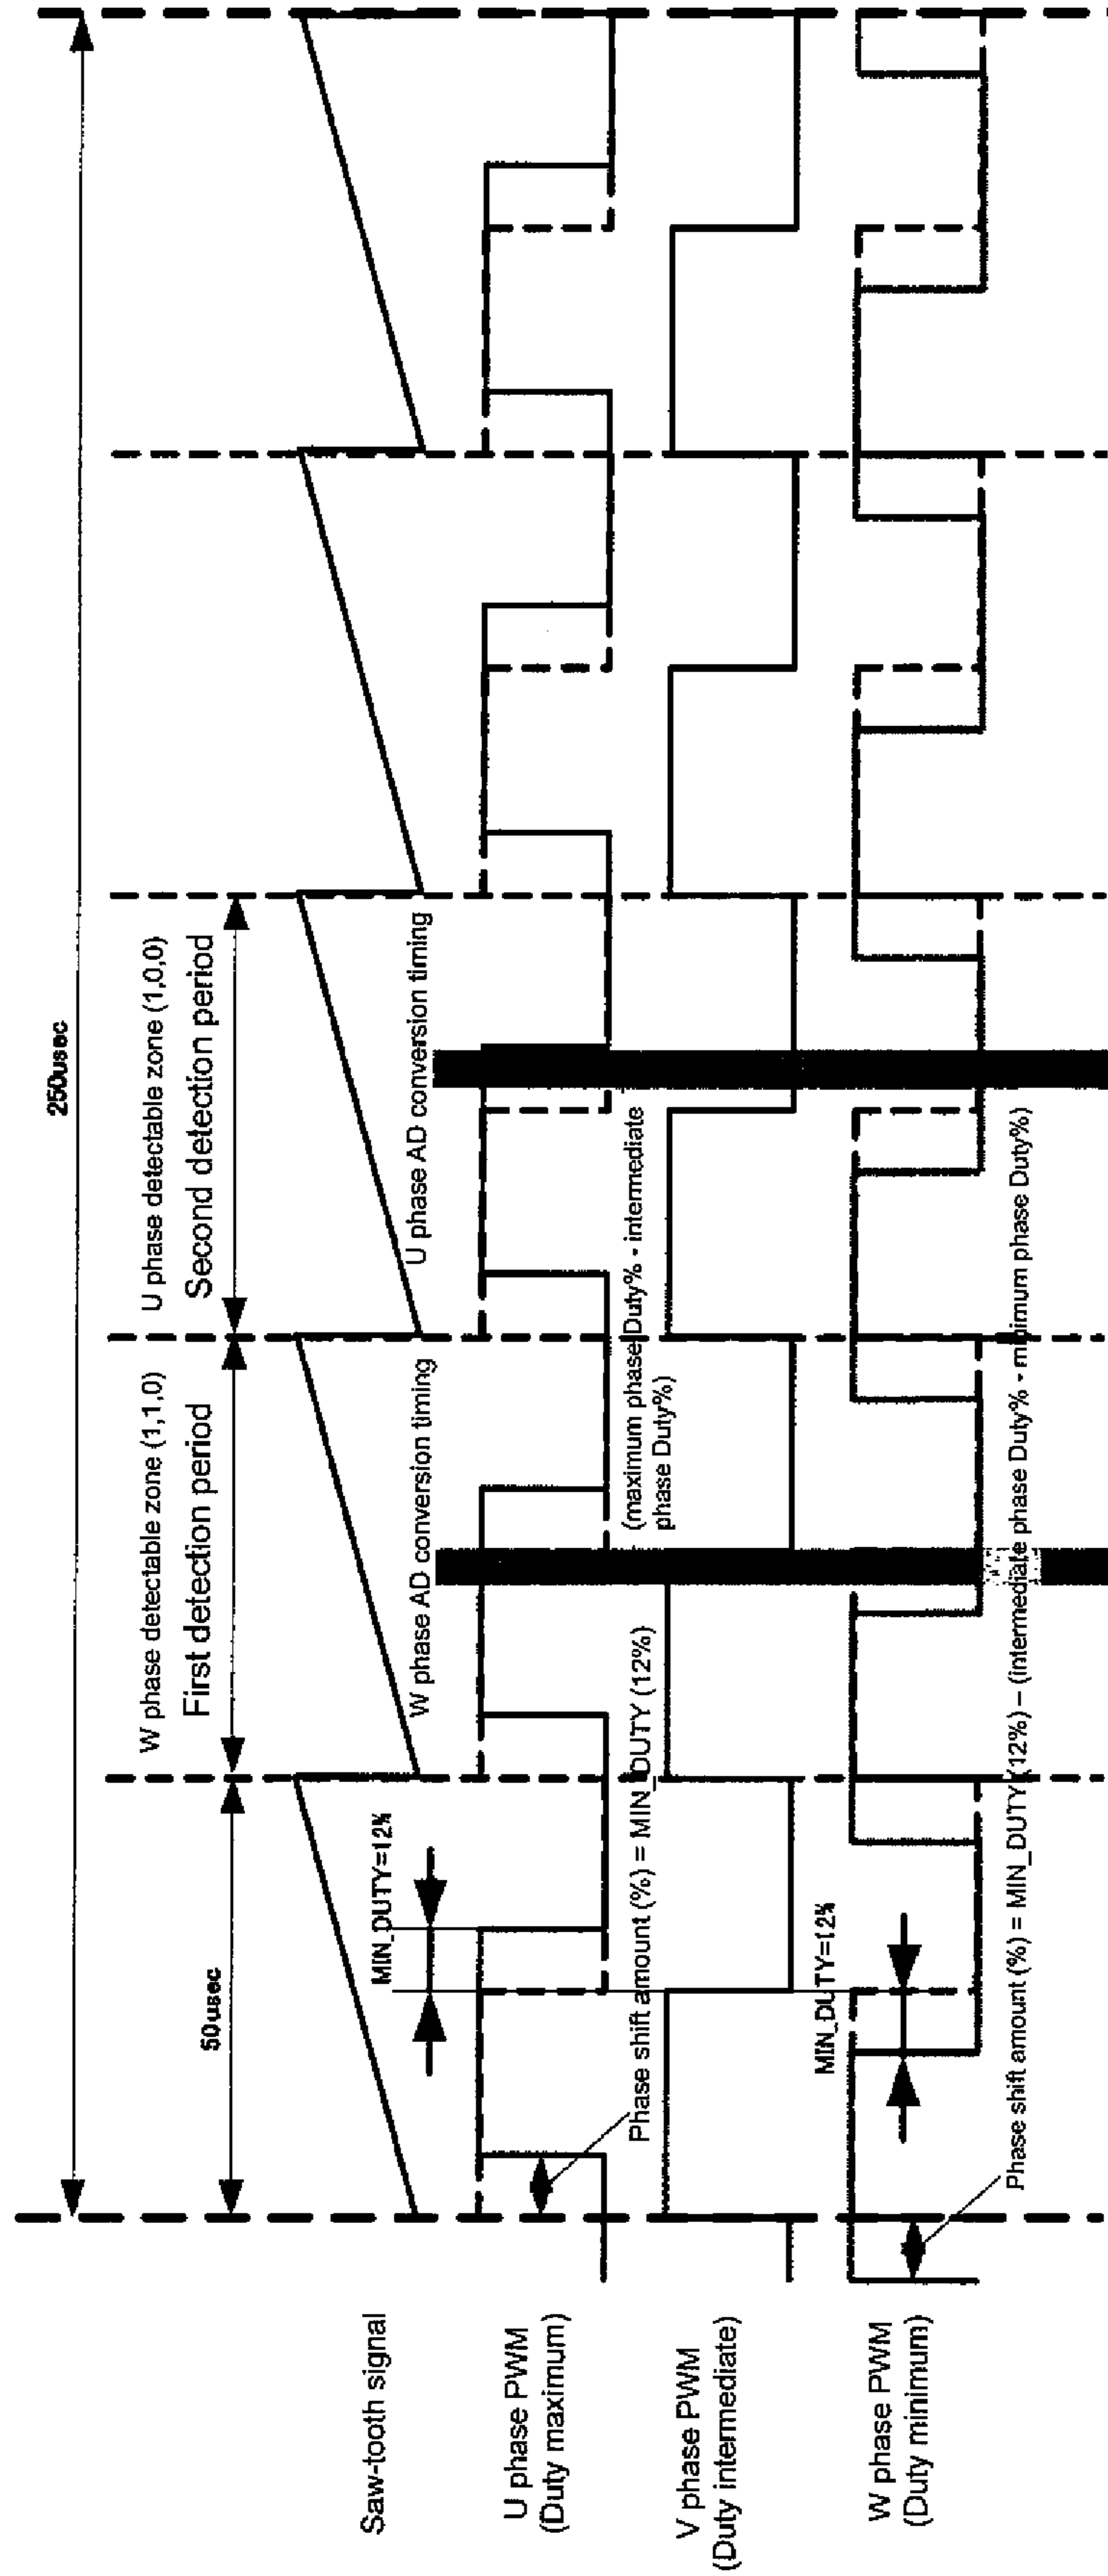 250usec
50usec
W phase detectable zone (1,1,0)
First detection period
U phase detectable zone (1,0,0)
Second detection period
Saw-tooth signal
MIN_DUTY=12%
W phase AD conversion timing
U phase AD conversion timing
U phase PWM
(Duty maximum)
Phase shift amount (%) = MIN_DUTY (12%)
(maximum phase Duty% - intermediate
phase Duty%)
V phase PWM
(Duty intermediate)
MIN_DUTY=12%
W phase PWM
(Duty minimum)
Phase shift amount (%) = MIN_DUTY (12%) – (intermediate phase Duty% - minimum phase Duty%)